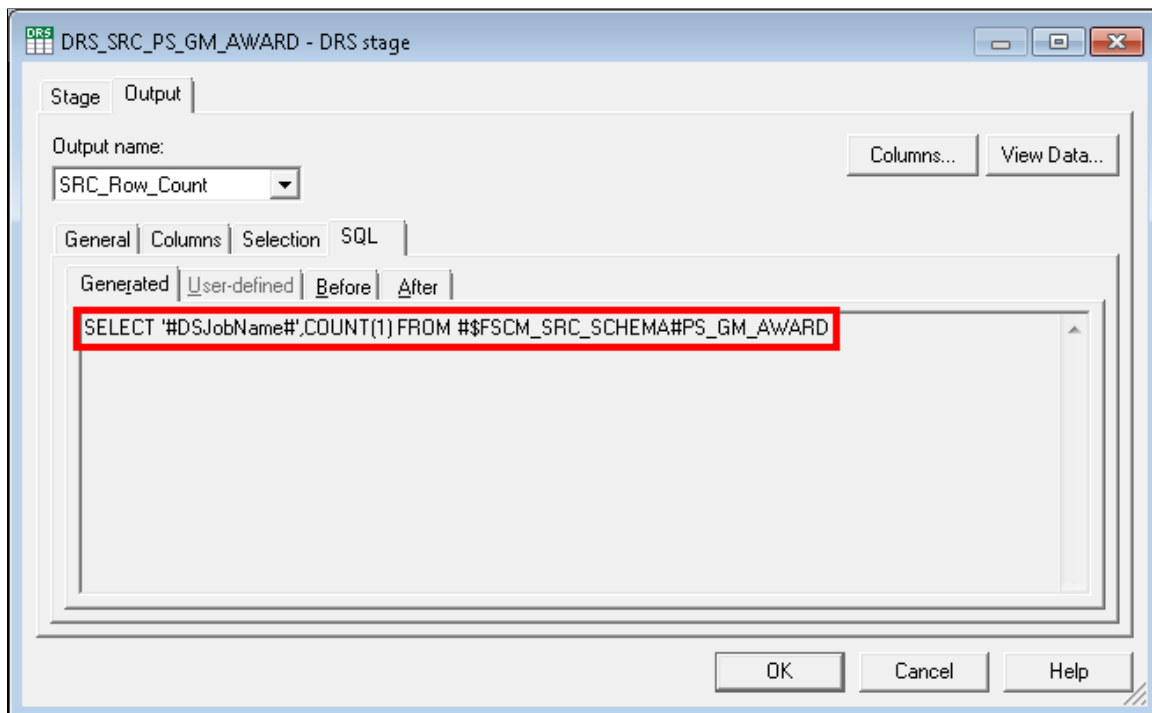 DRS
DRS_SRC_PS_GM_AWARD - DRS stage
Stage Output
Output name:
Columns... View Data...
SRC_Row_Count
General Columns Selection SQL
Generated User-defined Before After
SELECT '#DSJobName#',COUNT(1) FROM #$FSCM_SRC_SCHEMA#PS_GM_AWARD
OK Cancel Help